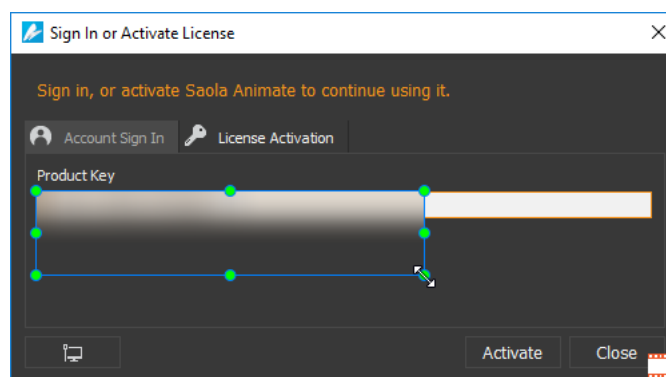 Sign In or Activate License
Sign in, or activate Saola Animate to continue using it.
Account Sign In License Activation
Product Key
Activate Close